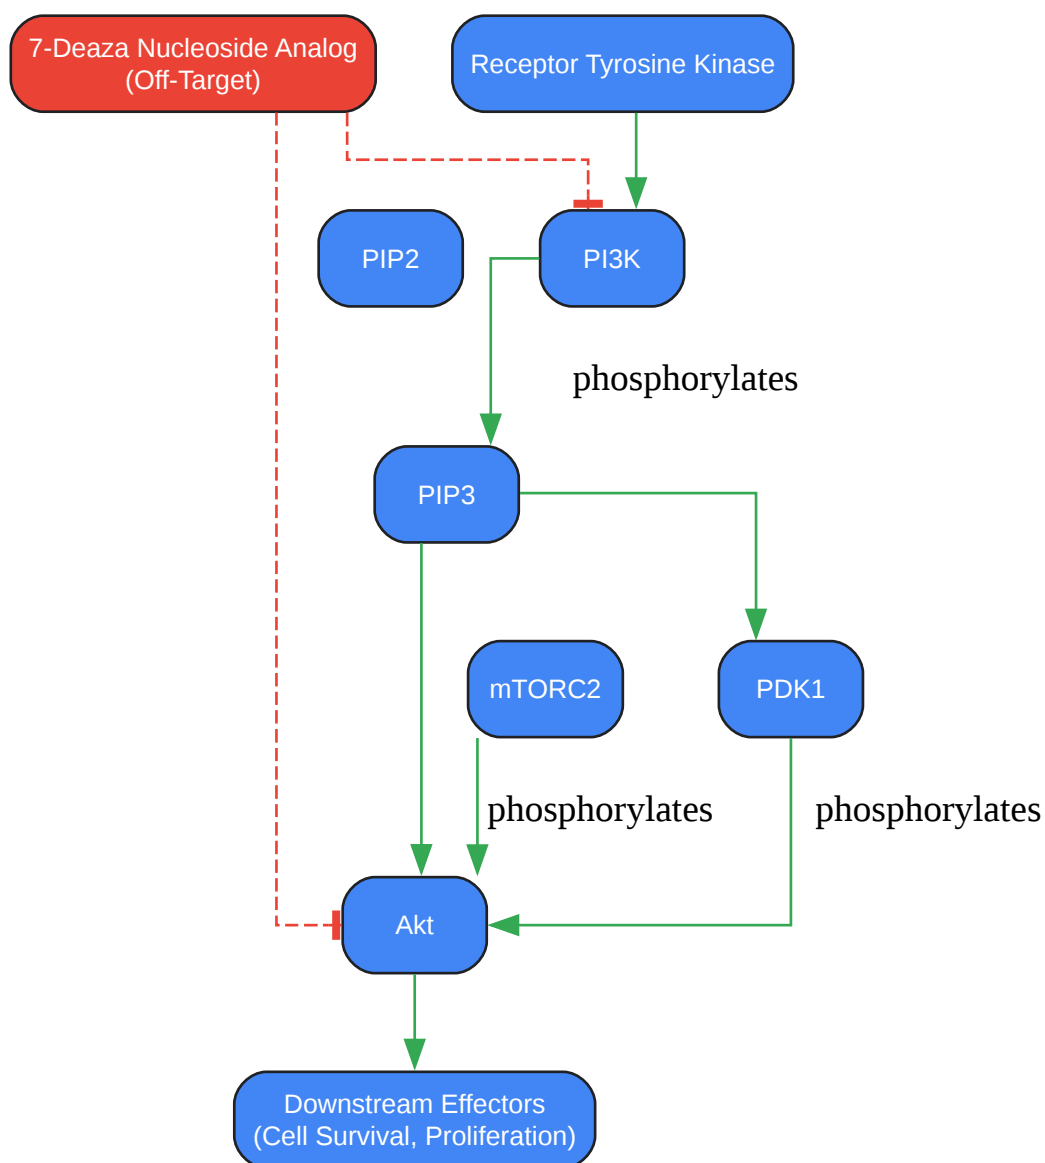 7-Deaza Nucleoside Analog
(Off-Target)
Receptor Tyrosine Kinase
PIP2
PI3K
phosphorylates
PIP3
mTORC2
PDK1
phosphorylates
phosphorylates
Akt
Downstream Effectors
(Cell Survival, Proliferation)